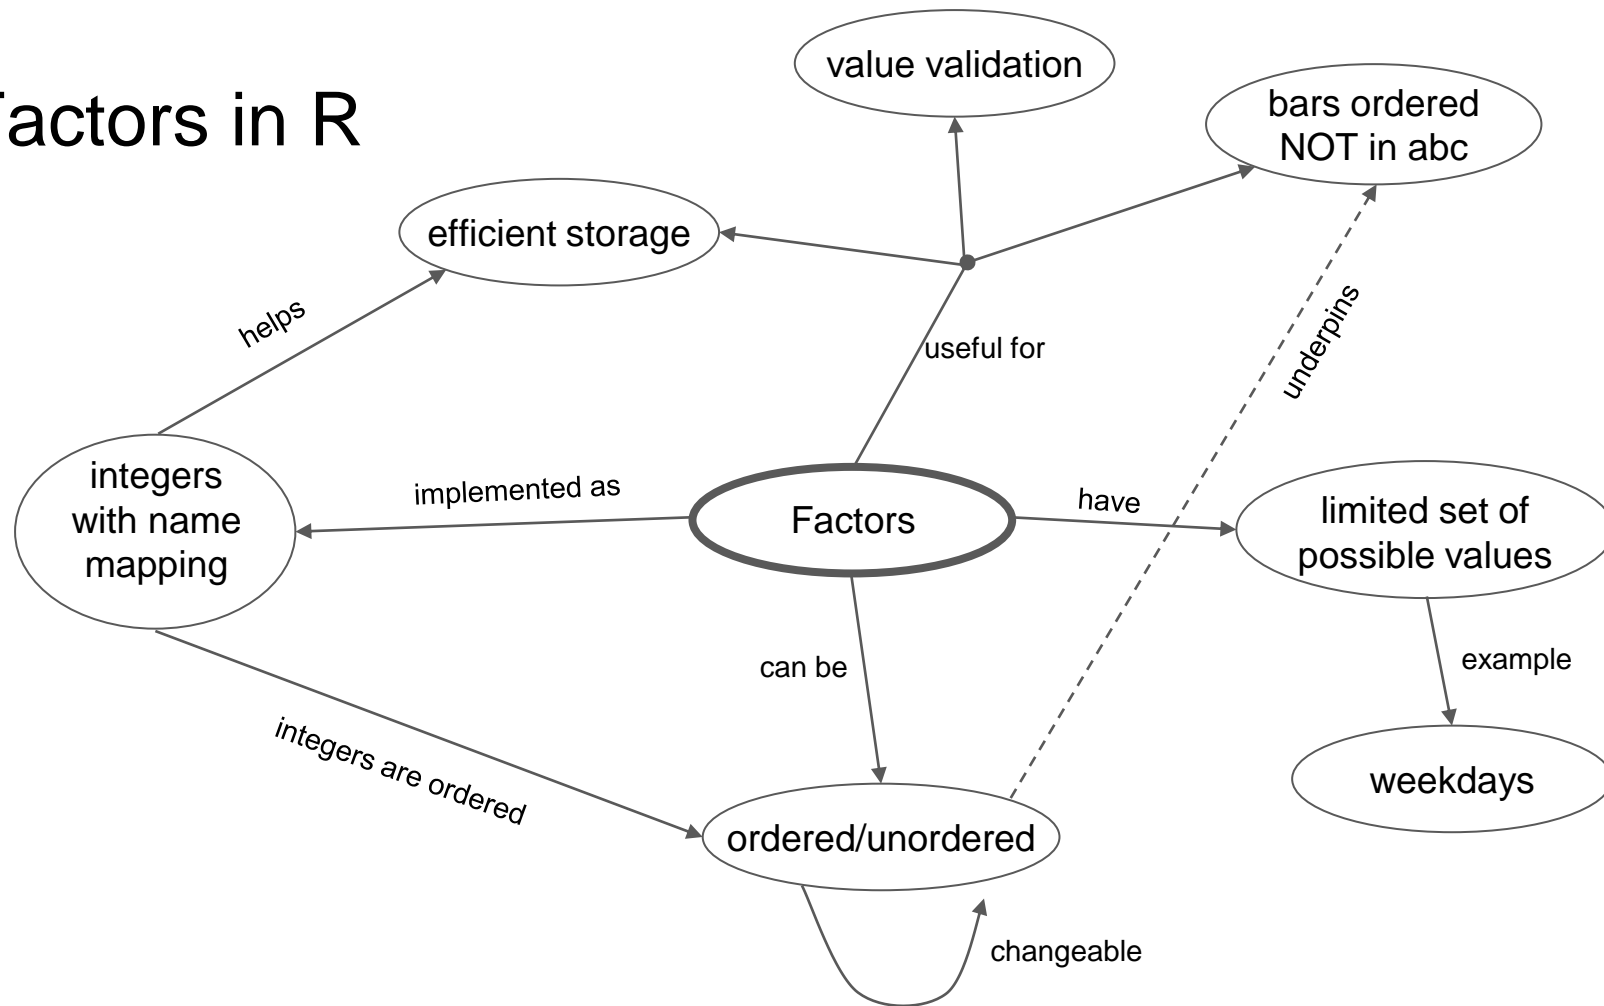 Factors in R
value validation
bars ordered
NOT in abc
efficient storage
helps
useful for
underpins
integers
with name
mapping
implemented as
Factors
have
limited set of
possible values
can be
example
integers are ordered
ordered/unordered
weekdays
changeable